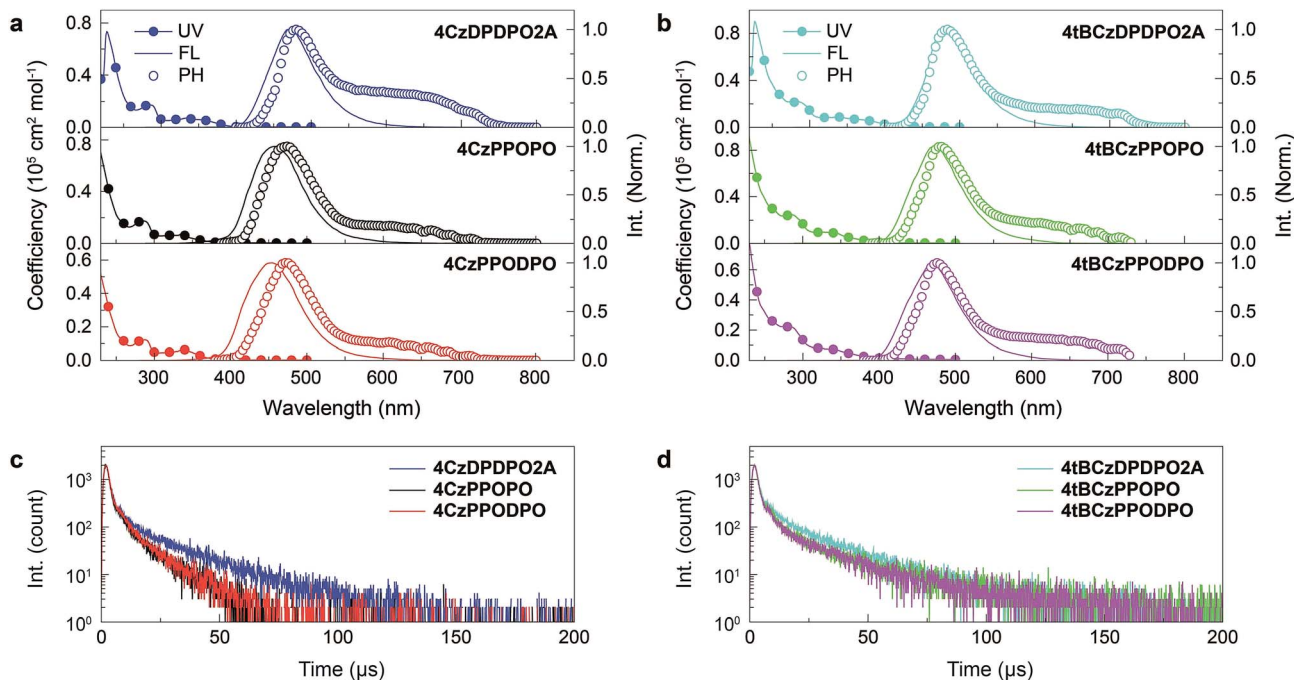 a
UV
FL
PH
4CzDPDPO2A
0.8
0.4
0.0
1.0
0.5
0.0
4CzPPOPO
0.8
0.4
0.0
1.0
0.5
0.0
4CzPPODPO
0.6
0.4
0.2
0.0
1.0
0.5
0.0
Coefficiency (10⁵ cm² mol⁻¹)
Int. (Norm.)
300 400 500 600 700 800
Wavelength (nm)
b
UV
FL
PH
4tBCzDPDPO2A
0.8
0.4
0.0
1.0
0.5
0.0
4tBCzPPOPO
0.8
0.4
0.0
1.0
0.5
0.0
4tBCzPPODPO
0.6
0.4
0.2
0.0
1.0
0.5
0.0
Coefficiency (10⁵ cm² mol⁻¹)
Int. (Norm.)
300 400 500 600 700 800
Wavelength (nm)
c
4CzDPDPO2A
4CzPPOPO
4CzPPODPO
10³
10²
10¹
10⁰
Int. (count)
0 50 100 150 200
Time (µs)
d
4tBCzDPDPO2A
4tBCzPPOPO
4tBCzPPODPO
10³
10²
10¹
10⁰
Int. (count)
0 50 100 150 200
Time (µs)